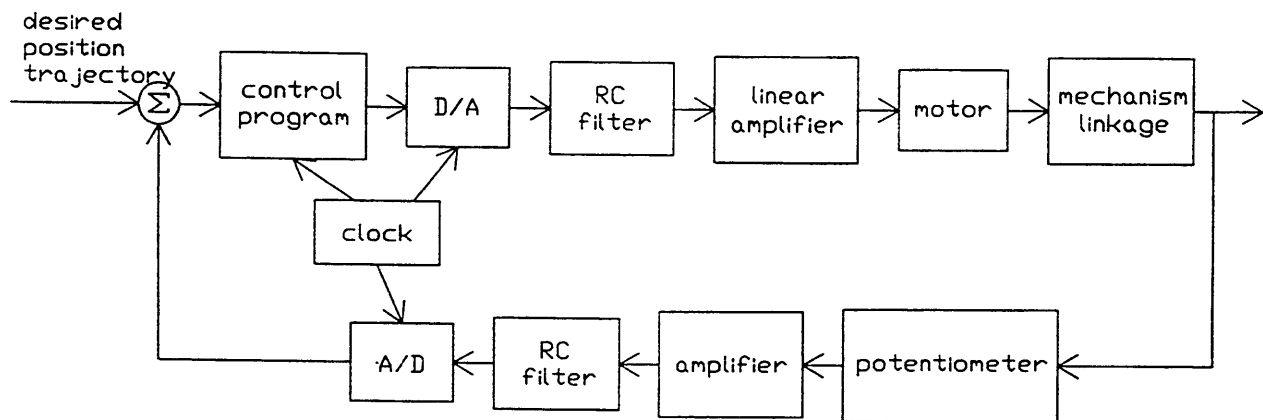 desired
position
trajectory
Σ
control
program
D/A
RC
filter
linear
amplifier
motor
mechanism
linkage
clock
A/D
RC
filter
amplifier
potentiometer